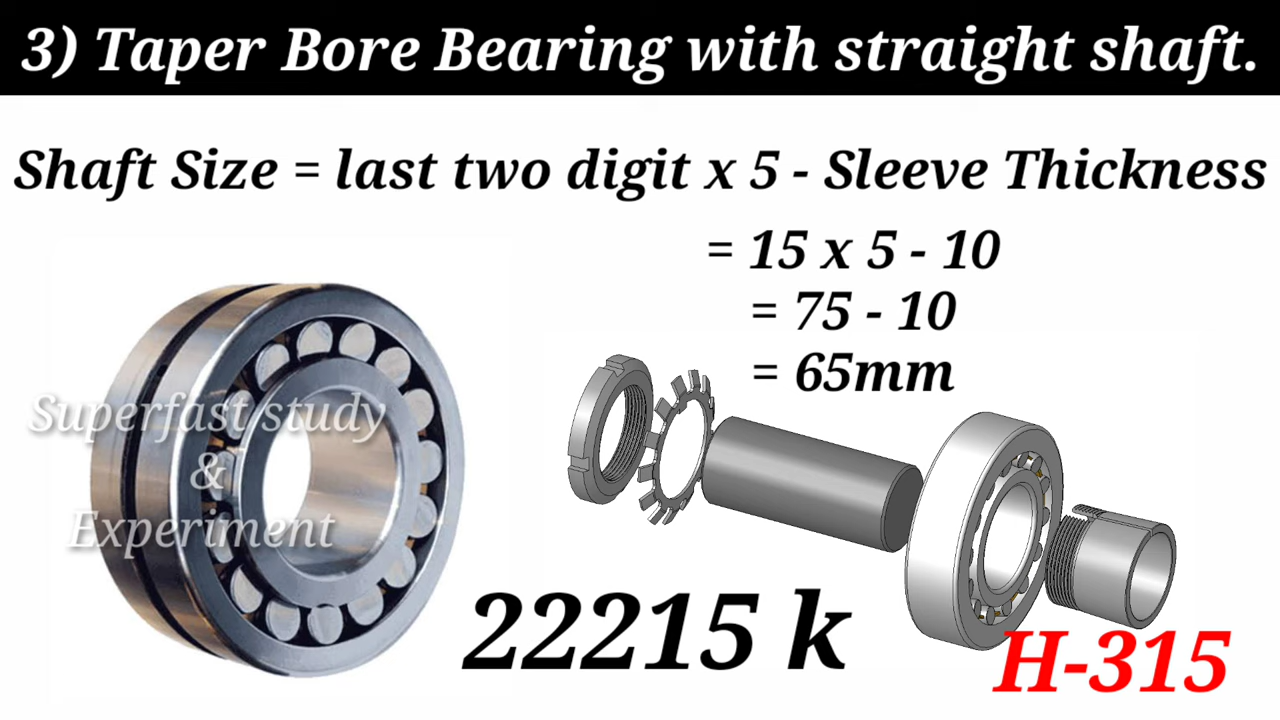 3) Taper Bore Bearing with straight shaft.
Shaft Size = last two digit x 5 - Sleeve Thickness
= 15 x 5 - 10
= 75 - 10
= 65mm
Superfast study
&
Experiment
22215 k
H-315